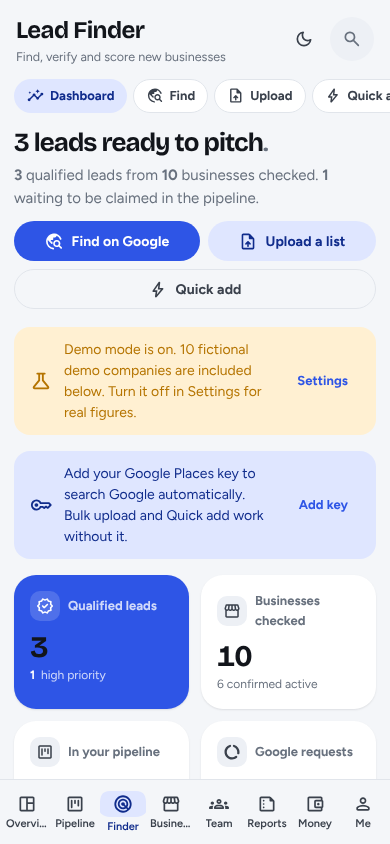 Lead Finder
Find, verify and score new businesses
Dashboard
Find
Upload
Quick a
3 leads ready to pitch.
3 qualified leads from 10 businesses checked. 1
waiting to be claimed in the pipeline.
Find on Google
Upload a list
Quick add
Demo mode is on. 10 fictional
demo companies are included
below. Turn it off in Settings for
real figures.
Settings
Add your Google Places key to
search Google automatically.
Bulk upload and Quick add work
without it.
Add key
Qualified leads
3
1 high priority
Businesses
checked
10
6 confirmed active
In your pipeline
Google requests
Overvi...
Pipeline
Finder
Busine...
Team
Reports
Money
Me